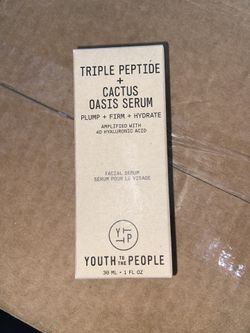 TRIPLE PEPTIDE
+
CACTUS
OASIS SERUM
PLUMP + FIRM + HYDRATE
AMPLIFIED WITH
4D HYALURONIC ACID
FACIAL SERUM
SÉRUM POUR LE VISAGE
Y T
T P
YOUTH TO THE PEOPLE
30 ML • 1 FL OZ